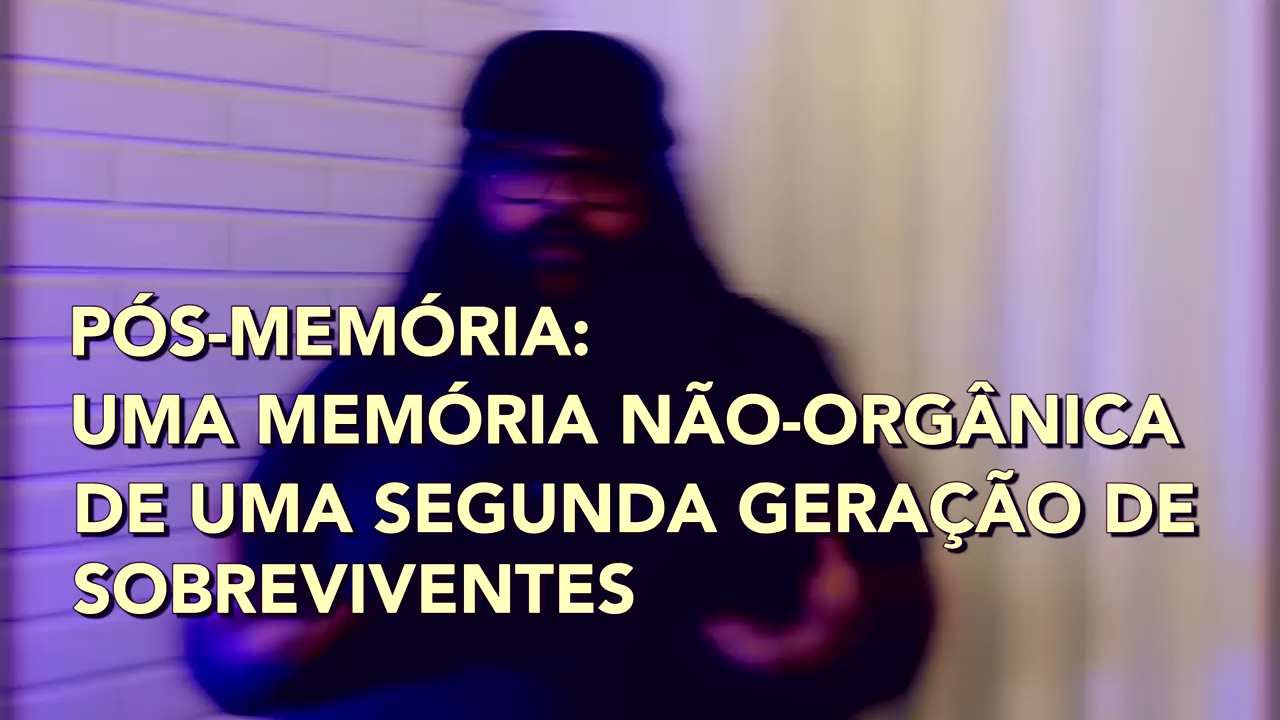 PÓS-MEMÓRIA:
UMA MEMÓRIA NÃO-ORGÂNICA
DE UMA SEGUNDA GERAÇÃO DE
SOBREVIVENTES